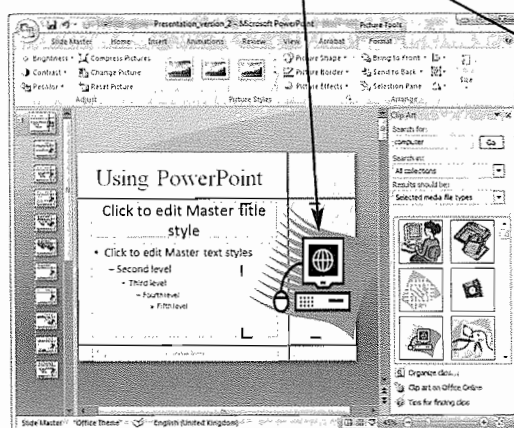 Presentation_version_2 - Microsoft PowerPoint
Picture Tools
Slide Master Home Insert Animations Review View Acrobat Format
Brightness Compress Pictures Picture Shape Bring to Front
Contrast Change Picture Picture Border Send to Back
Recolor Reset Picture Picture Effects Selection Pane
Size
Adjust Picture Styles Arrange
Clip Art
Search for:
computer Go
Search in:
All collections
Results should be:
Selected media file types
Using PowerPoint
Click to edit Master title
style
• Click to edit Master text styles
– Second level
• Third level
– Fourth level
» Fifth level
Organize clips...
Clip art on Office Online
Tips for finding clips
Slide Master "Office Theme" English (United Kingdom) 45%